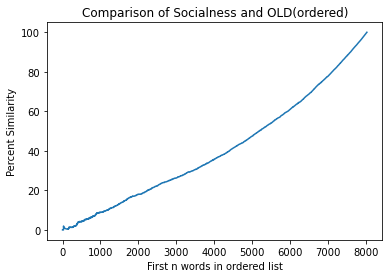 Comparison of Socialness and OLD(ordered)
Percent Similarity
100
80
60
40
20
0
0 1000 2000 3000 4000 5000 6000 7000 8000
First n words in ordered list